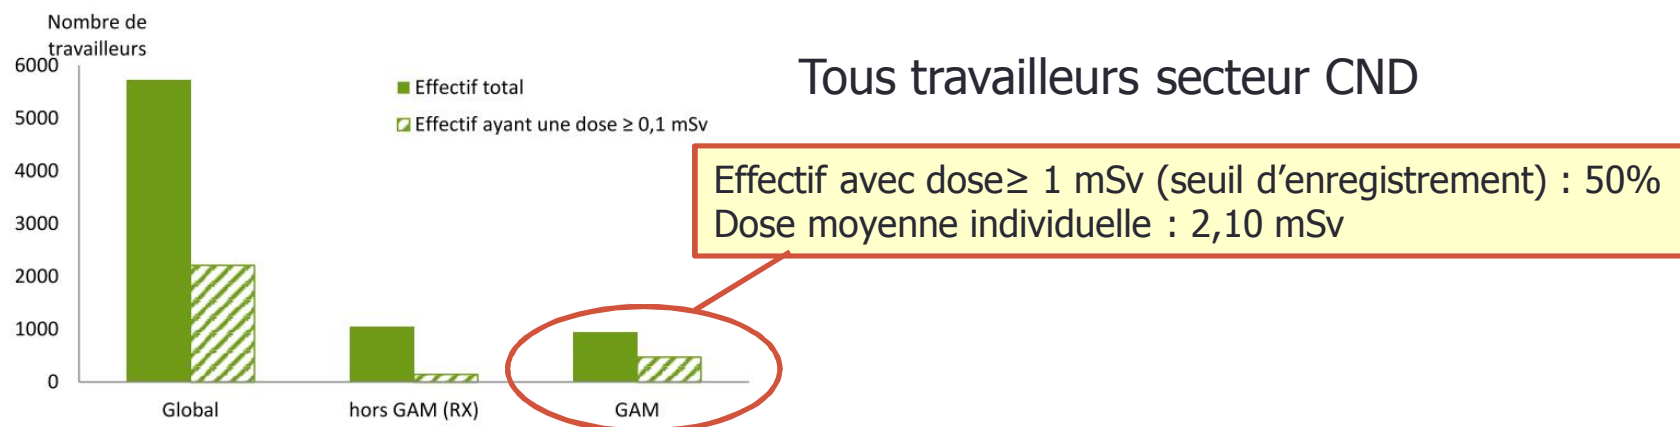 Nombre de
travailleurs
6000
5000
4000
3000
2000
1000
0
Effectif total
Effectif ayant une dose ≥ 0,1 mSv
Global
hors GAM (RX)
GAM
Tous travailleurs secteur CND
Effectif avec dose≥ 1 mSv (seuil d’enregistrement) : 50%
Dose moyenne individuelle : 2,10 mSv